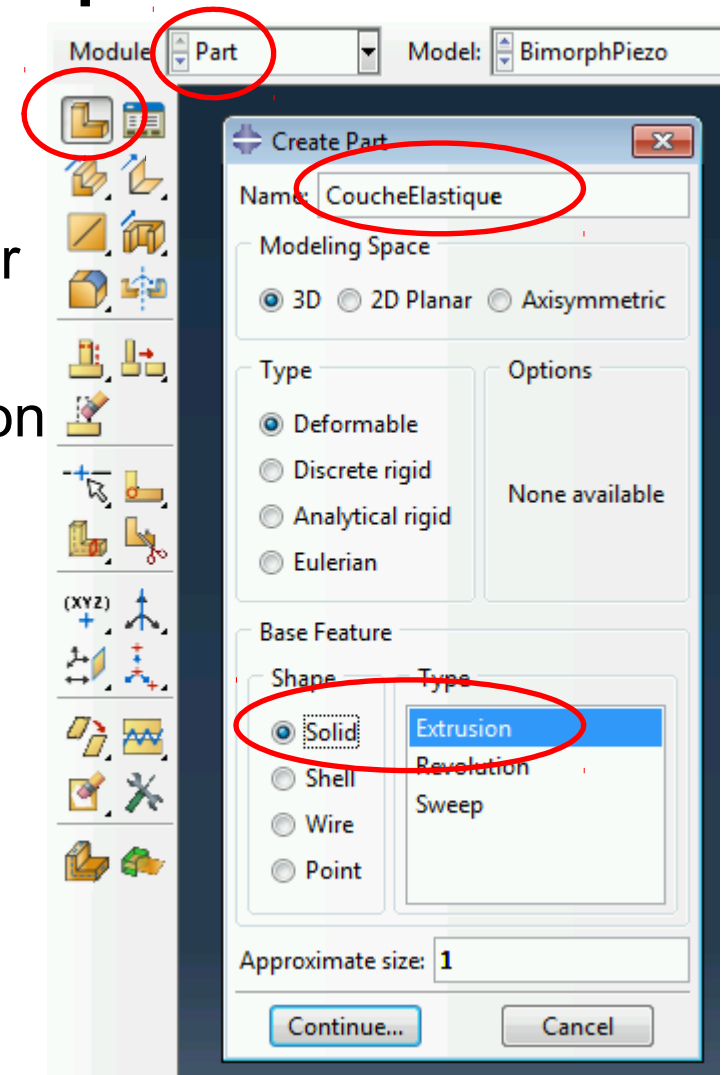 Module: Part Model: BimorphPiezo
Create Part
Name: CoucheElastique
r
Modeling Space
3D 2D Planar Axisymmetric
Type Options
on
Deformable
Discrete rigid
None available
Analytical rigid
Eulerian
(XYZ)
Base Feature
Shape Type
Solid Extrusion
Shell Revolution
Wire Sweep
Point
Approximate size: 1
Continue... Cancel